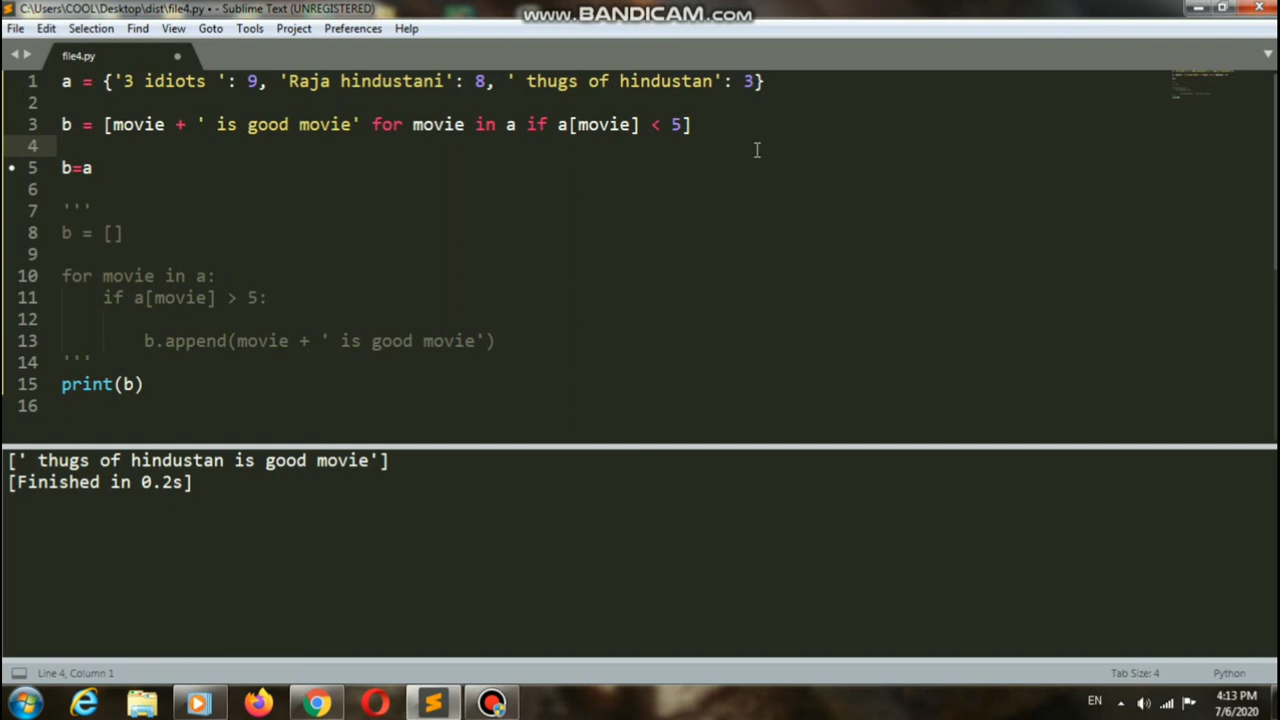 C:\Users\COOL\Desktop\dist\file4.py • - Sublime Text (UNREGISTERED)
www.BANDICAM.com
File Edit Selection Find View Goto Tools Project Preferences Help
file4.py
1 a = {'3 idiots ': 9, 'Raja hindustani': 8, ' thugs of hindustan': 3}
2
3 b = [movie + ' is good movie' for movie in a if a[movie] < 5]
4
5 b=a
6
7 '''
8 b = []
9
10 for movie in a:
11 if a[movie] > 5:
12
13 b.append(movie + ' is good movie')
14 '''
15 print(b)
16
[' thugs of hindustan is good movie']
[Finished in 0.2s]
Line 4, Column 1 Tab Size: 4 Python
EN 4:13 PM
7/6/2020